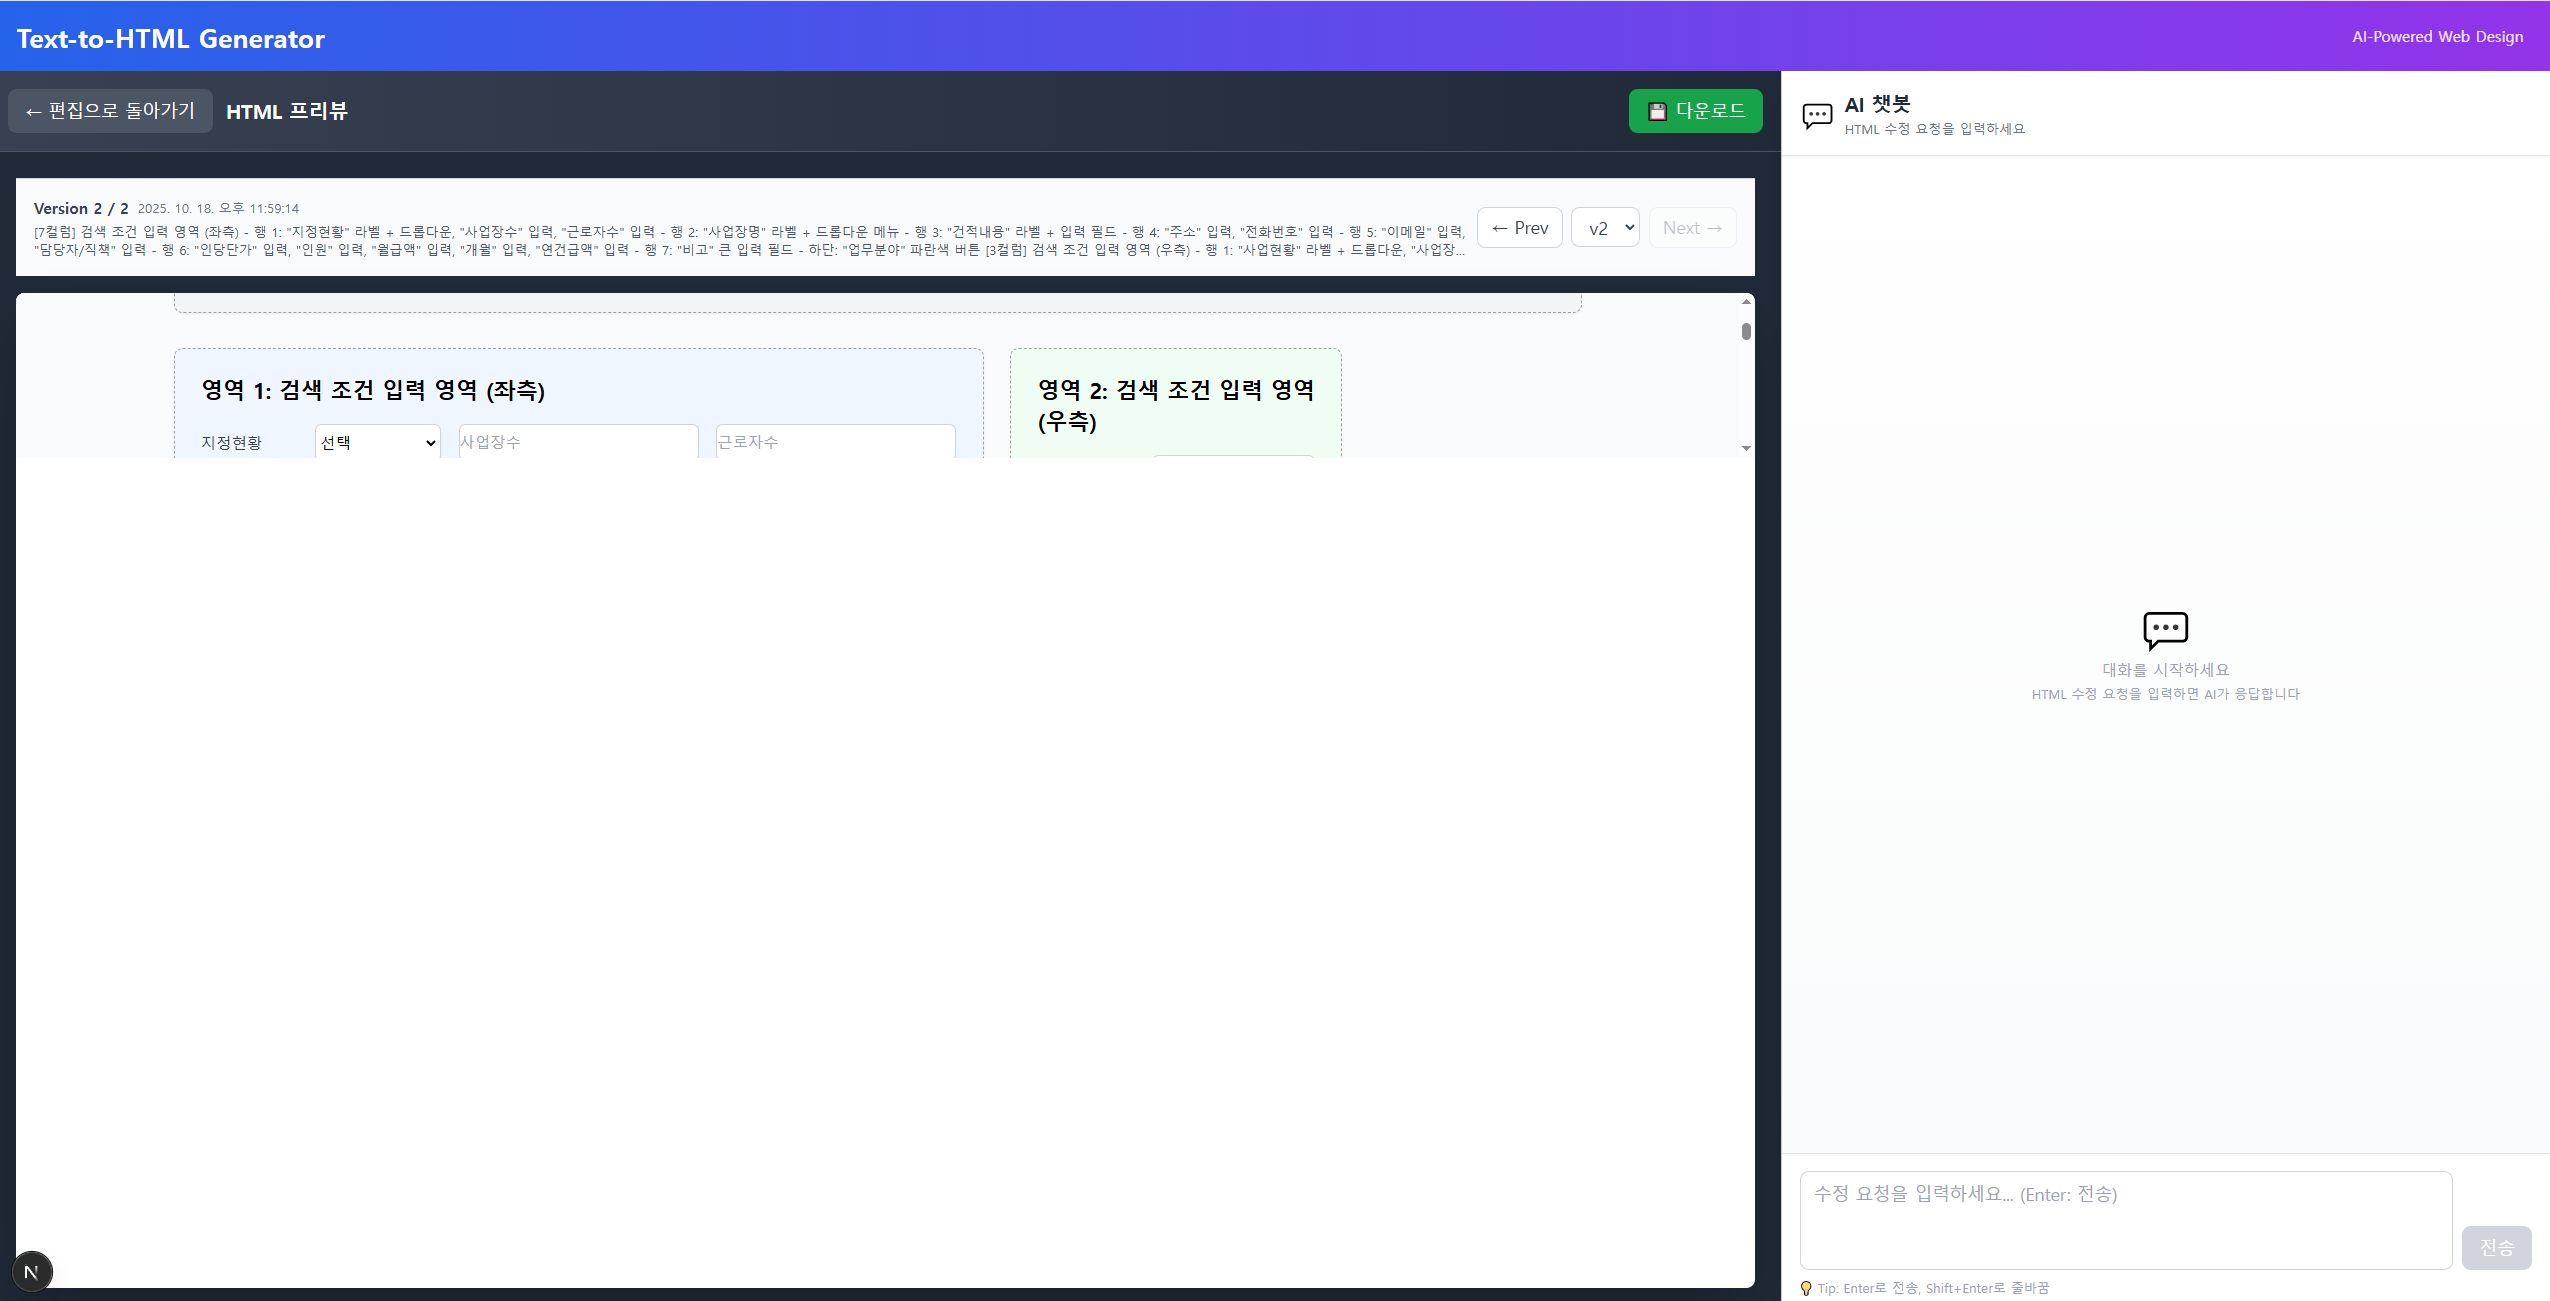 Text-to-HTML Generator
AI-Powered Web Design
← 편집으로 돌아가기
HTML 프리뷰
다운로드
AI 챗봇
HTML 수정 요청을 입력하세요
Version 2 / 2 2025. 10. 18. 오후 11:59:14
[7컬럼] 검색 조건 입력 영역 (좌측) - 행 1: "지정현황" 라벨 + 드롭다운, "사업장수" 입력, "근로자수" 입력 - 행 2: "사업장명" 라벨 + 드롭다운 메뉴 - 행 3: "건적내용" 라벨 + 입력 필드 - 행 4: "주소" 입력, "전화번호" 입력 - 행 5: "이메일" 입력,
"담당자/직책" 입력 - 행 6: "인당단가" 입력, "인원" 입력, "월급액" 입력, "개월" 입력, "연건급액" 입력 - 행 7: "비고" 큰 입력 필드 - 하단: "업무분야" 파란색 버튼 [3컬럼] 검색 조건 입력 영역 (우측) - 행 1: "사업현황" 라벨 + 드롭다운, "사업장...
← Prev
v2
Next →
영역 1: 검색 조건 입력 영역 (좌측)
지정현황
선택
사업장수
근로자수
영역 2: 검색 조건 입력 영역
(우측)
대화를 시작하세요
HTML 수정 요청을 입력하면 AI가 응답합니다
수정 요청을 입력하세요... (Enter: 전송)
전송
Tip: Enter로 전송, Shift+Enter로 줄바꿈
N